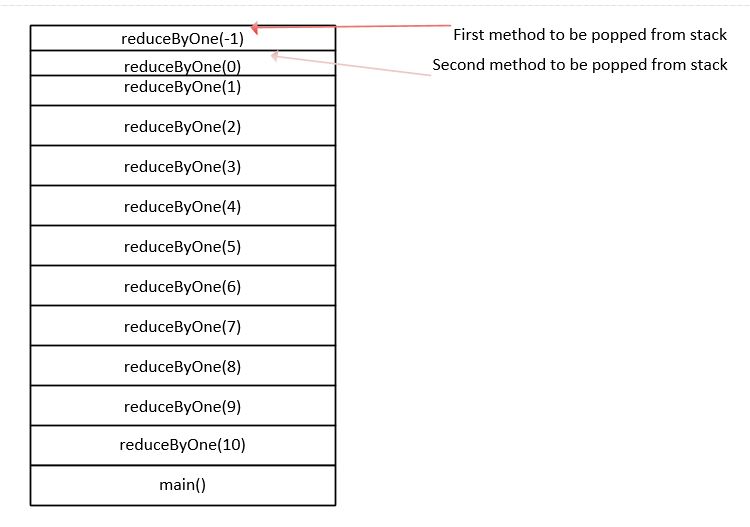 reduceByOne(-1)
First method to be popped from stack
reduceByOne(0)
Second method to be popped from stack
reduceByOne(1)
reduceByOne(2)
reduceByOne(3)
reduceByOne(4)
reduceByOne(5)
reduceByOne(6)
reduceByOne(7)
reduceByOne(8)
reduceByOne(9)
reduceByOne(10)
main()